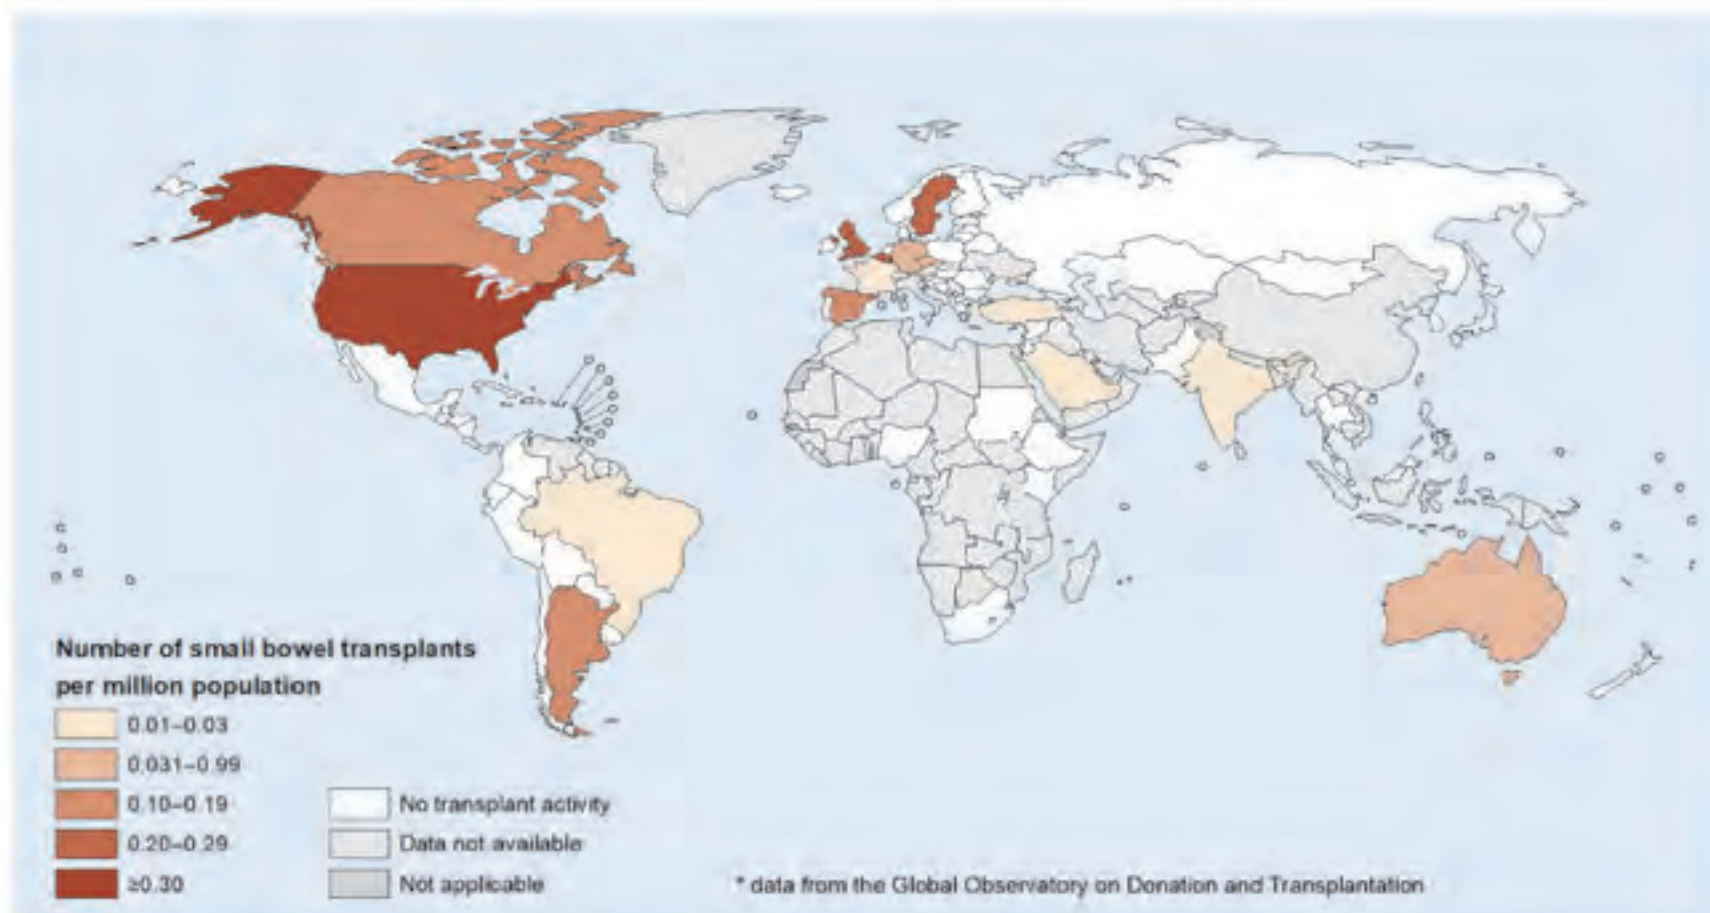 Number of small bowel transplants
per million population
0.01–0.03
0,031–0.99
0.10–0.19
0.20–0.29
≥0.30
No transplant activity
Data not available
Not applicable
* data from the Global Observatory on Donation and Transplantation